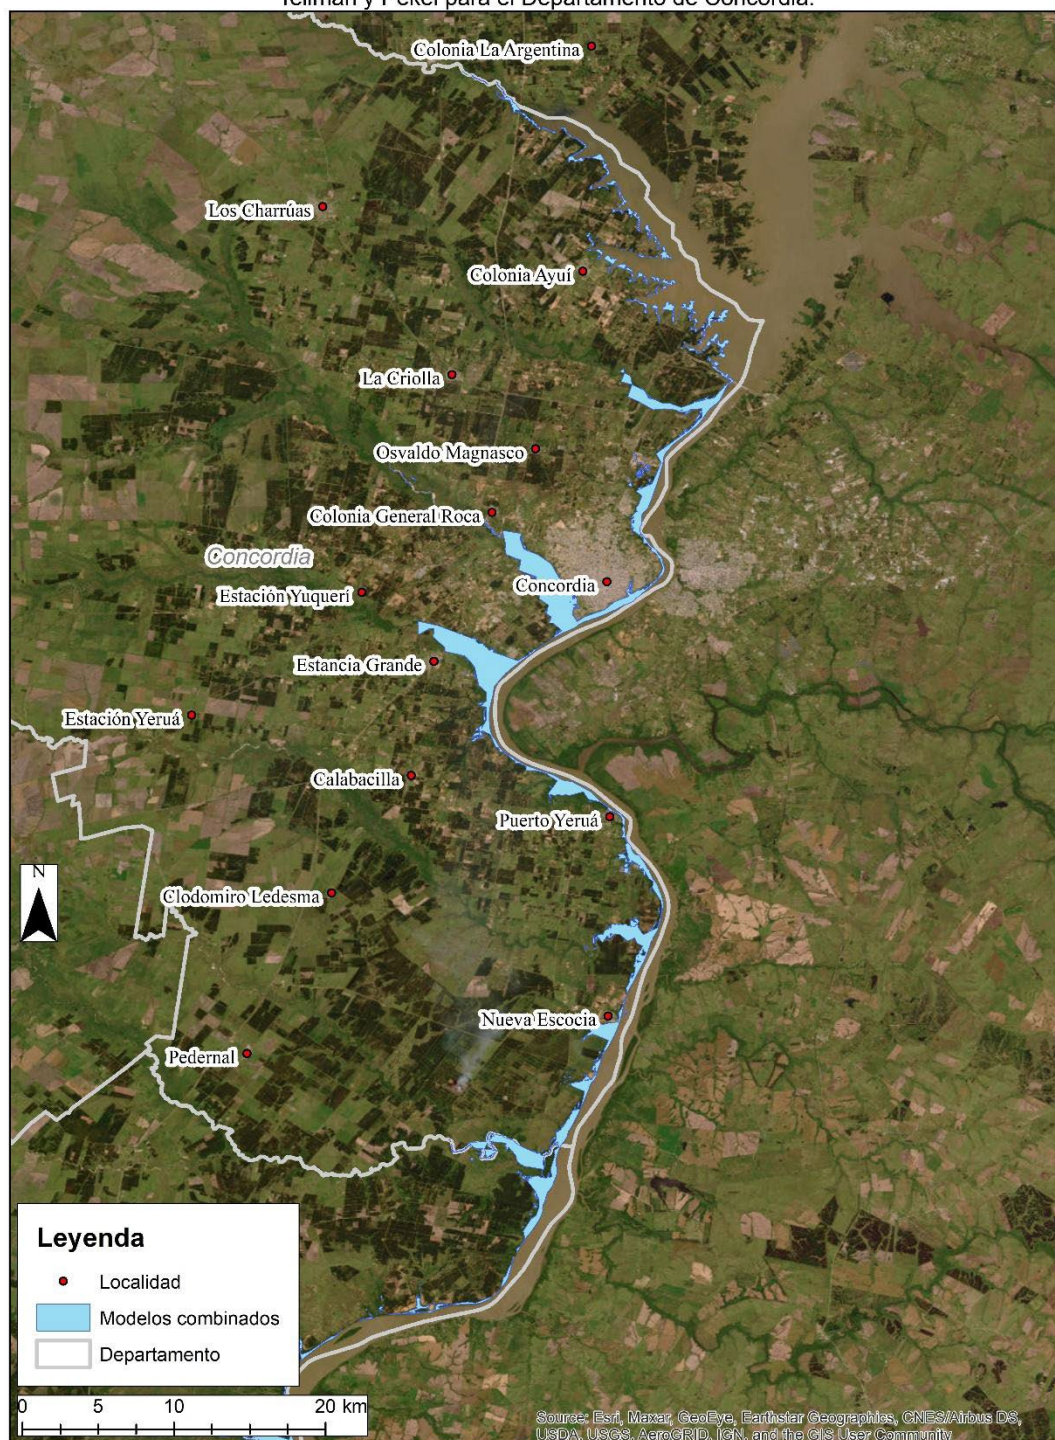 Tellman y Pekel para el Departamento de Concordia.
Colonia La Argentina
Los Charrúas
Colonia Ayuí
La Criolla
Osvaldo Magnasco
Colonia General Roca
Concordia
Concordia
Estación Yuquerí
Estancia Grande
Estación Yeruá
Calabacilla
Puerto Yeruá
N
Clodomiro Ledesma
Nueva Escocia
Pedernal
Leyenda
Localidad
Modelos combinados
Departamento
0 5 10 20 km
Source: Esri, Maxar, GeoEye, Earthstar Geographics, CNES/Airbus DS,
USDA, USGS, AeroGRID, IGN, and the GIS User Community